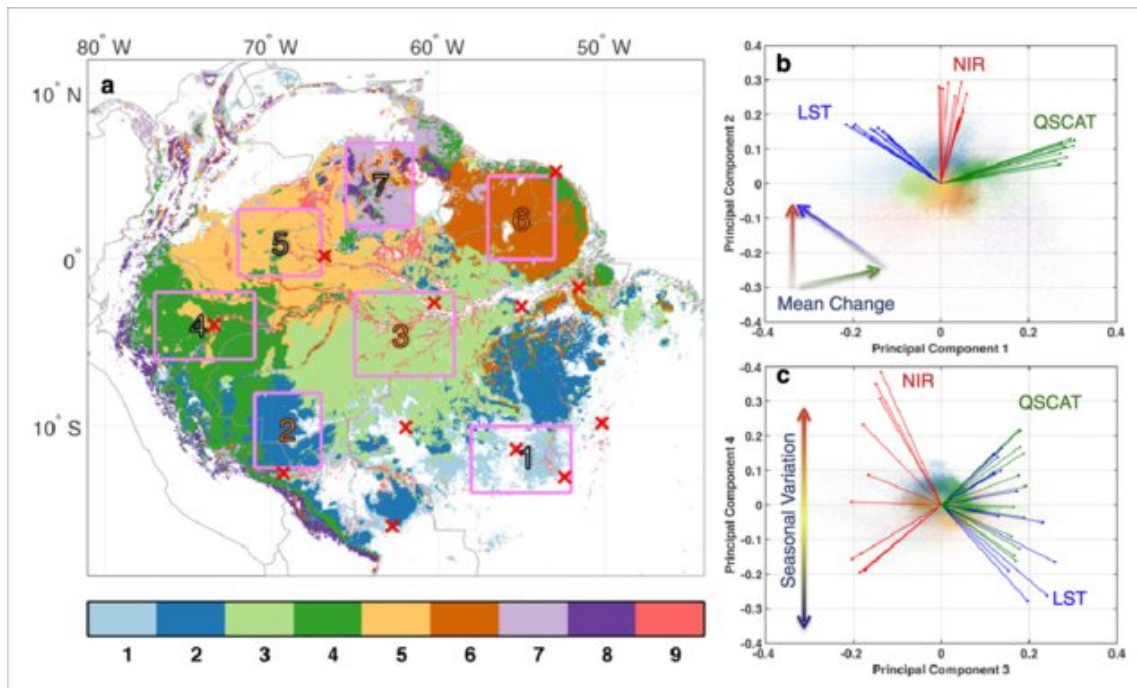 80° W
70° W
60° W
50° W
10° N
0°
10° S
a
7
6
5
4
3
2
1
1 2 3 4 5 6 7 8 9
b
NIR
LST
QSCAT
Mean Change
Principal Component 2
0.4
0.3
0.2
0.1
0
-0.1
-0.2
-0.3
-0.4
-0.4 -0.2 0 0.2 0.4
Principal Component 1
c
NIR
QSCAT
LST
Seasonal Variation
Principal Component 4
0.4
0.3
0.2
0.1
0
-0.1
-0.2
-0.3
-0.4
-0.4 -0.2 0 0.2 0.4
Principal Component 3